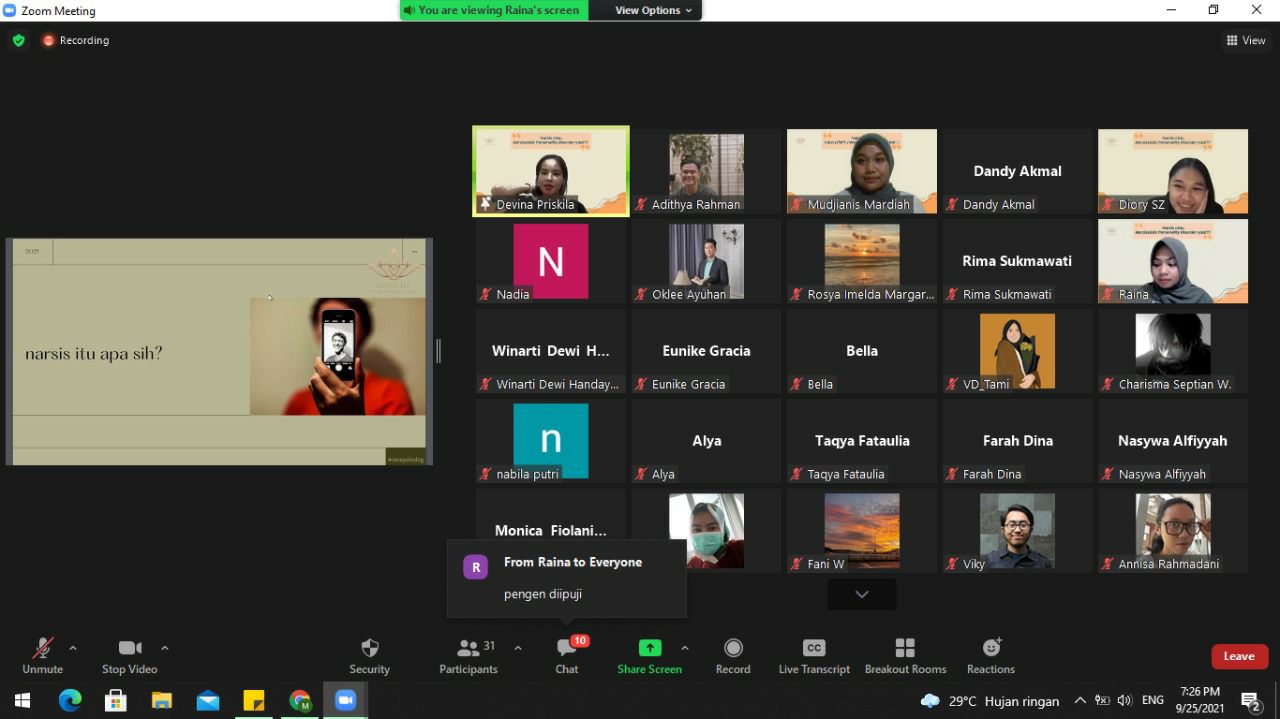 Zoom Meeting
You are viewing Raina's screen
View Options
Recording
View
Devina Priskila
Adithya Rahman
Mudjianis Mardiah
Dandy Akmal
Dandy Akmal
Diory SZ
N
Nadia
Oklee Ayuhan
Rosya Imelda Margar...
Rima Sukmawati
Rima Sukmawati
Raina
2021
narsis itu apa sih?
Winarti Dewi H...
Winarti Dewi Handay...
Eunike Gracia
Eunike Gracia
Bella
Bella
VD_Tami
Charisma Septian W.
n
nabila putri
Alya
Alya
Taqya Fataulia
Taqya Fataulia
Farah Dina
Farah Dina
Nasywa Alfiyyah
Nasywa Alfiyyah
Monica Fiolani...
Fani W
Viky
Annisa Rahmadani
R
From Raina to Everyone
pengen diipuji
Unmute
Stop Video
Security
31
Participants
10
Chat
Share Screen
Record
CC
Live Transcript
Breakout Rooms
Reactions
Leave
M
29°C Hujan ringan
ENG
7:26 PM
9/25/2021
2